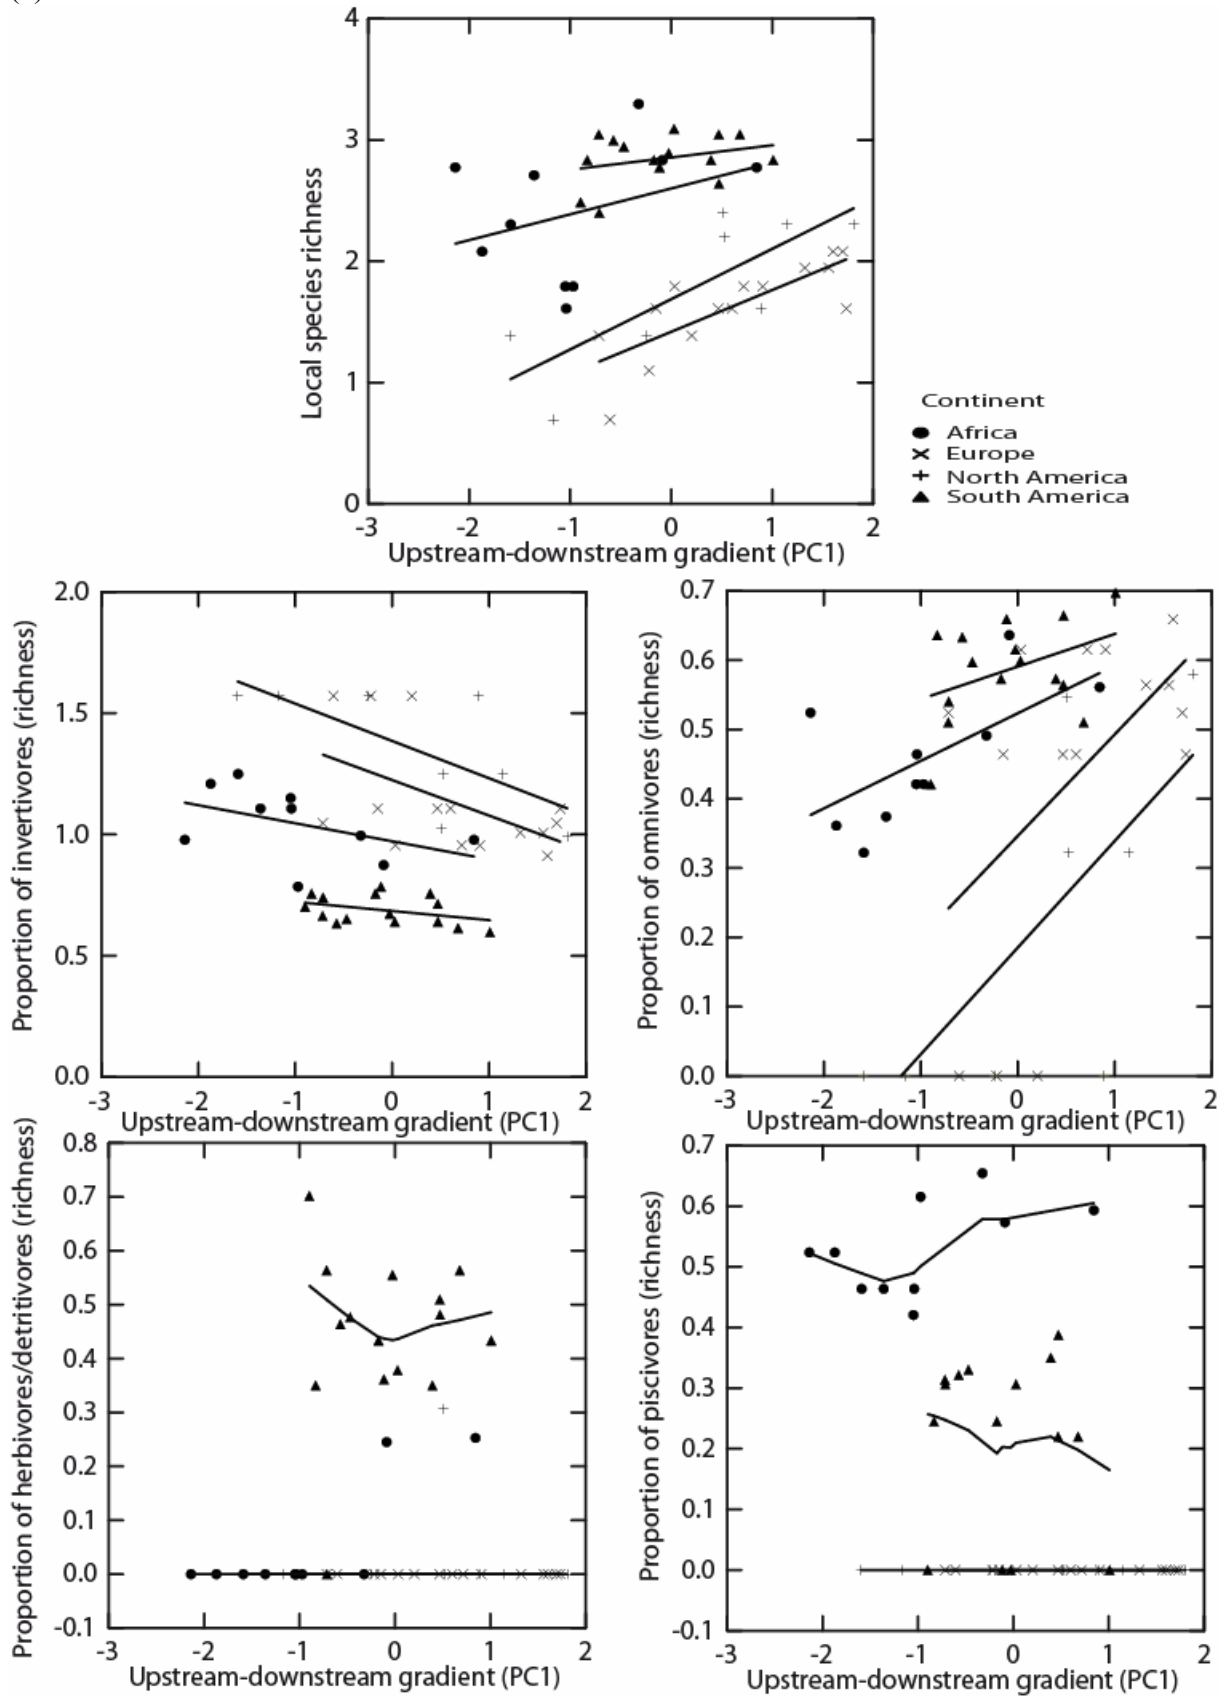 4
3
2
1
0
Local species richness
-3 -2 -1 0 1 2
Upstream-downstream gradient (PC1)
Continent
Africa
Europe
North America
South America
2.0
1.5
1.0
0.5
0.0
Proportion of invertivores (richness)
-3 -2 -1 0 1 2
Upstream-downstream gradient (PC1)
0.7
0.6
0.5
0.4
0.3
0.2
0.1
0.0
Proportion of omnivores (richness)
-3 -2 -1 0 1 2
Upstream-downstream gradient (PC1)
0.8
0.7
0.6
0.5
0.4
0.3
0.2
0.1
0.0
-0.1
Proportion of herbivores/detritivores (richness)
-3 -2 -1 0 1 2
Upstream-downstream gradient (PC1)
0.7
0.6
0.5
0.4
0.3
0.2
0.1
0.0
-0.1
Proportion of piscivores (richness)
-3 -2 -1 0 1 2
Upstream-downstream gradient (PC1)